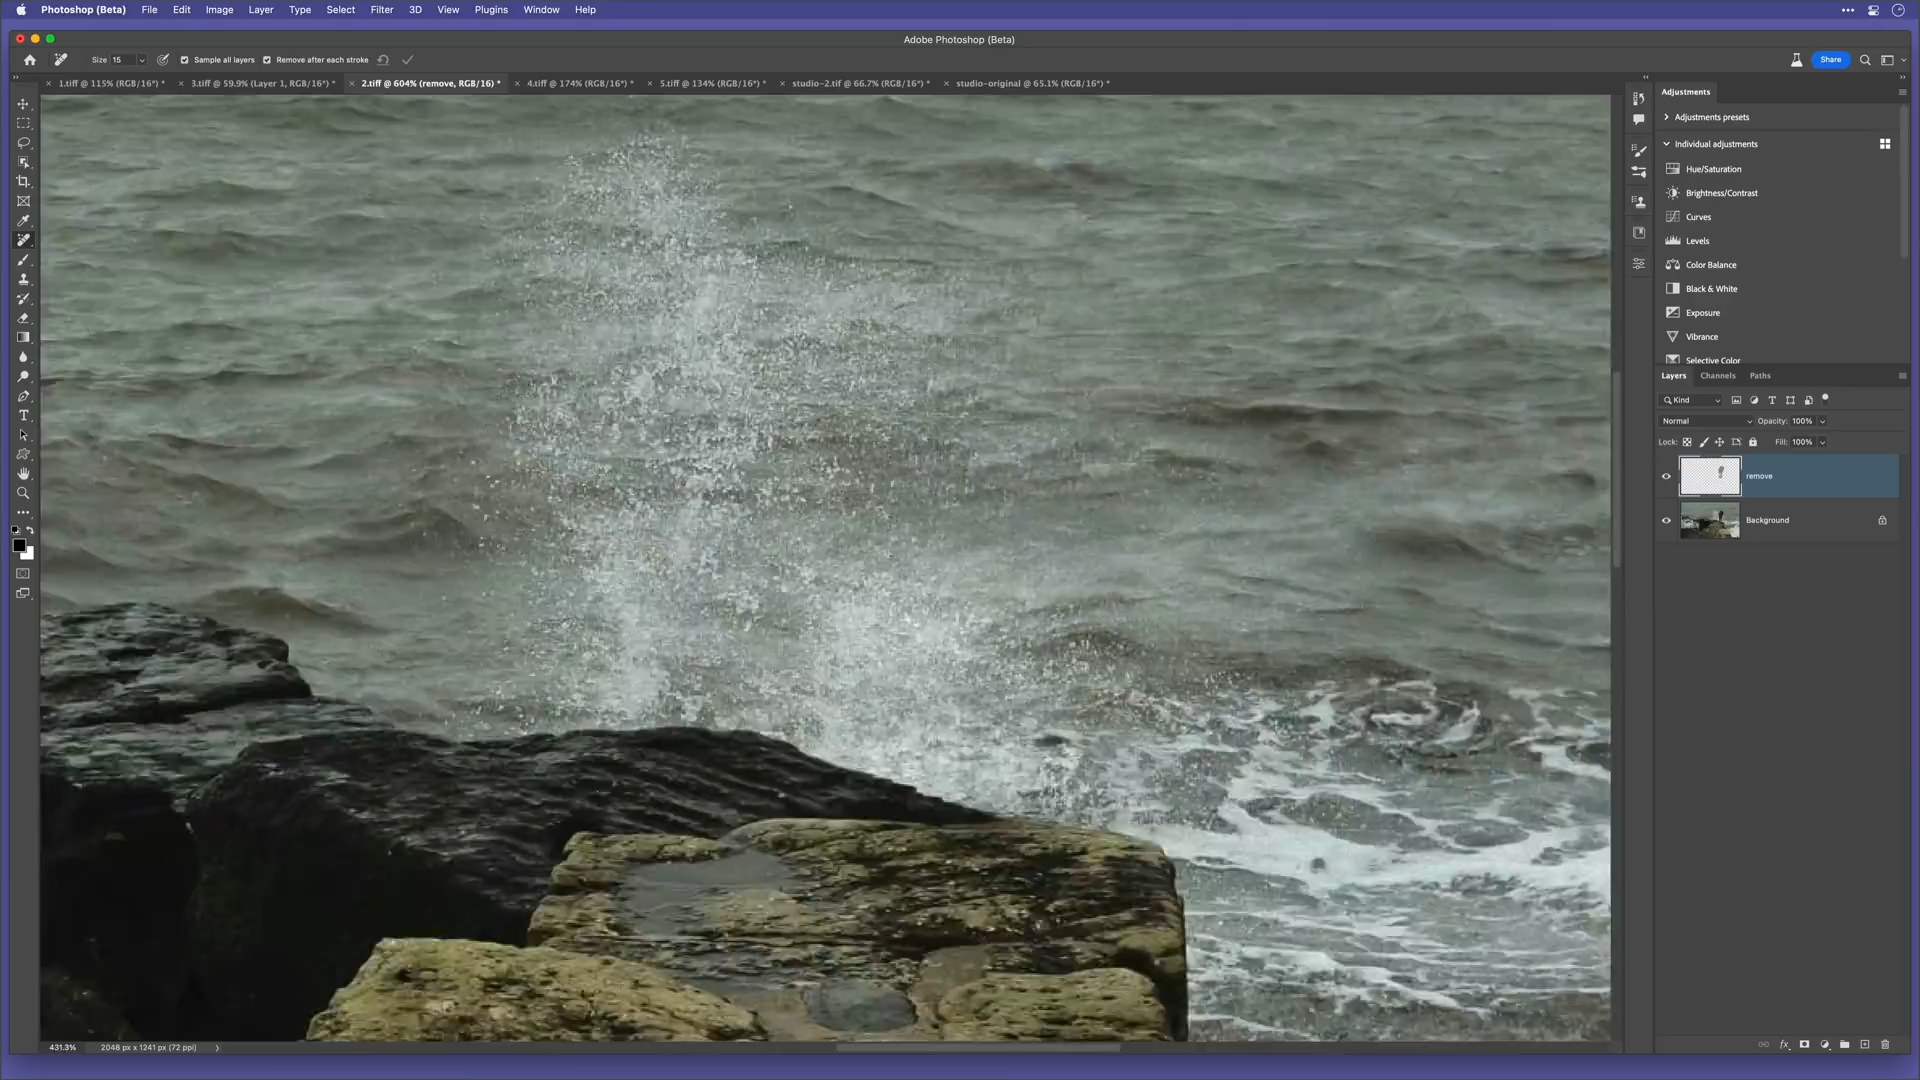 Photoshop (Beta) File Edit Image Layer Type Select Filter 3D View Plugins Window Help
Adobe Photoshop (Beta)
Size 15 Sample all layers Remove after each stroke Share
1.tiff @ 115% (RGB/16*) * 3.tiff @ 59.9% (Layer 1, RGB/16*) * 2.tiff @ 604% (remove, RGB/16) * 4.tiff @ 174% (RGB/16*) * 5.tiff @ 134% (RGB/16*) * studio-2.tif @ 66.7% (RGB/16*) * studio-original @ 65.1% (RGB/16*) *
Adjustments
Adjustments presets
Individual adjustments
Hue/Saturation
Brightness/Contrast
Curves
Levels
Color Balance
Black & White
Exposure
Vibrance
Selective Color
Layers Channels Paths
Kind
Normal Opacity: 100%
Lock: Fill: 100%
remove
Background
431.3% 2048 px x 1241 px (72 ppi)